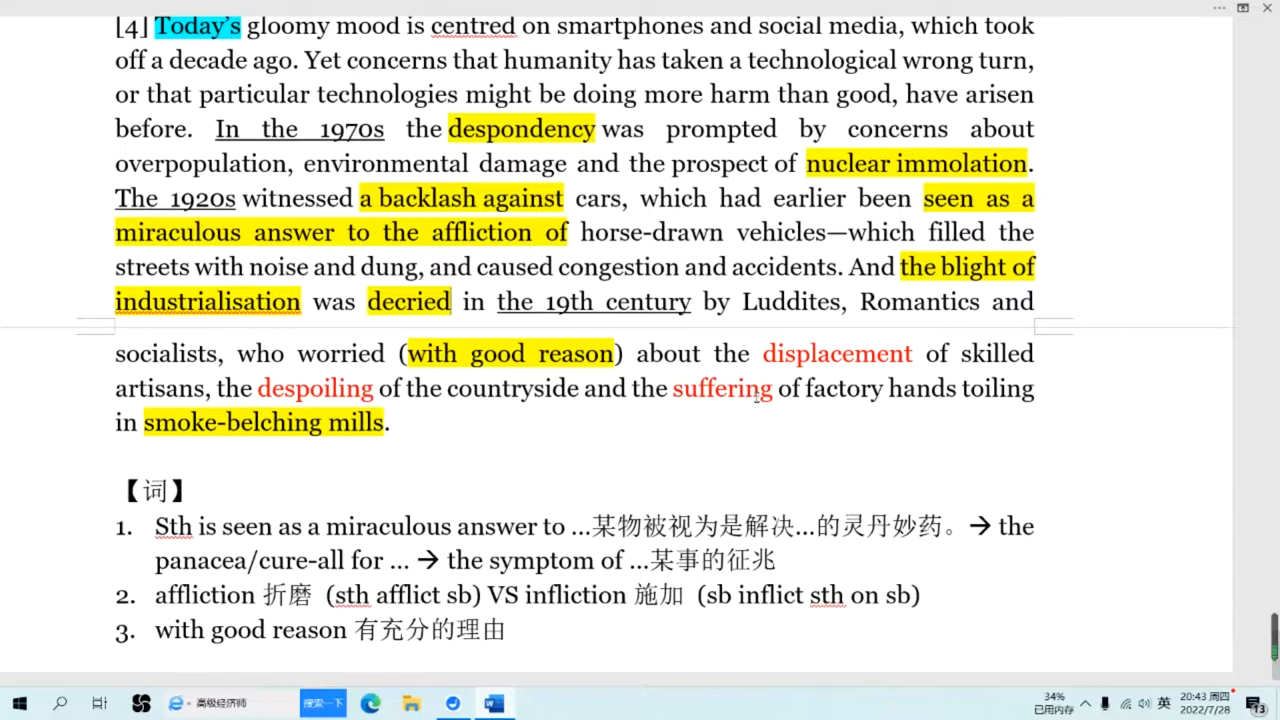 [4] Today's gloomy mood is centred on smartphones and social media, which took
off a decade ago. Yet concerns that humanity has taken a technological wrong turn,
or that particular technologies might be doing more harm than good, have arisen
before. In the 1970s the despondency was prompted by concerns about
overpopulation, environmental damage and the prospect of nuclear immolation.
The 1920s witnessed a backlash against cars, which had earlier been seen as a
miraculous answer to the affliction of horse-drawn vehicles—which filled the
streets with noise and dung, and caused congestion and accidents. And the blight of
industrialisation was decried in the 19th century by Luddites, Romantics and
socialists, who worried (with good reason) about the displacement of skilled
artisans, the despoiling of the countryside and the suffering of factory hands toiling
in smoke-belching mills.
【词】
1. Sth is seen as a miraculous answer to …某物被视为是解决…的灵丹妙药。→ the
panacea/cure-all for … → the symptom of …某事的征兆
2. affliction 折磨 (sth afflict sb) VS infliction 施加 (sb inflict sth on sb)
3. with good reason 有充分的理由
高级经济师 搜索一下 34% 英 20:43 周四
已用内存 2022/7/28 13